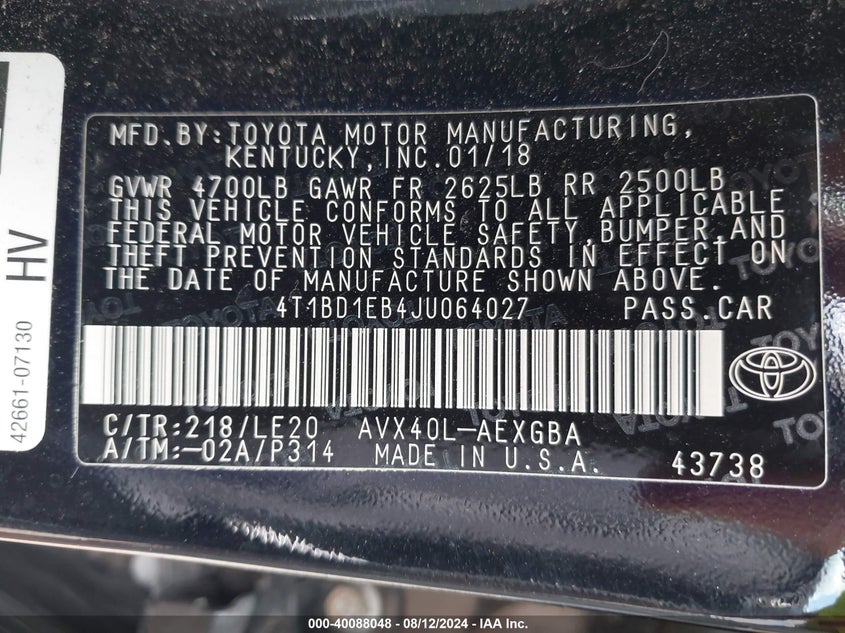 MFD.BY:TOYOTA MOTOR MANUFACTURING,
KENTUCKY,INC.01/18
GVWR 4700LB GAWR FR 2625LB RR 2500LB
THIS VEHICLE CONFORMS TO ALL APPLICABLE
FEDERAL MOTOR VEHICLE SAFETY,BUMPER,AND
THEFT PREVENTION STANDARDS IN EFFECT ON
THE DATE OF MANUFACTURE SHOWN ABOVE.
4T1BD1EB4JU064027 PASS.CAR
C/TR:218/LE20 AVX40L-AEXGBA
A/TM:-02A/P314 MADE IN U.S.A. 43738
HV
42661-07130
000-40088048 - 08/12/2024 - IAA Inc.